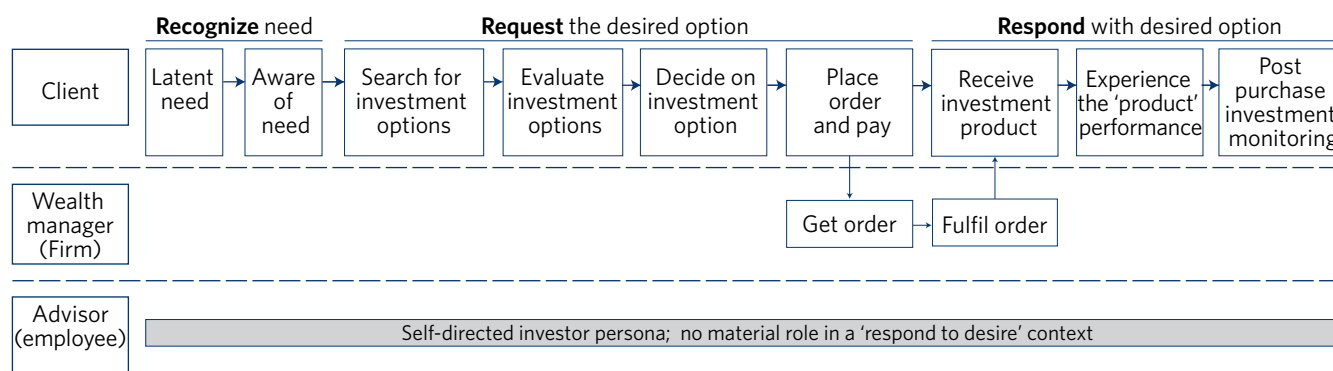 Recognize need
Request the desired option
Respond with desired option
Client
Latent
need
Aware
of
need
Search for
investment
options
Evaluate
investment
options
Decide on
investment
option
Place
order
and pay
Receive
investment
product
Experience
the ‘product’
performance
Post
purchase
investment
monitoring
Wealth
manager
(Firm)
Get order
Fulfil order
Advisor
(employee)
Self-directed investor persona; no material role in a ‘respond to desire’ context